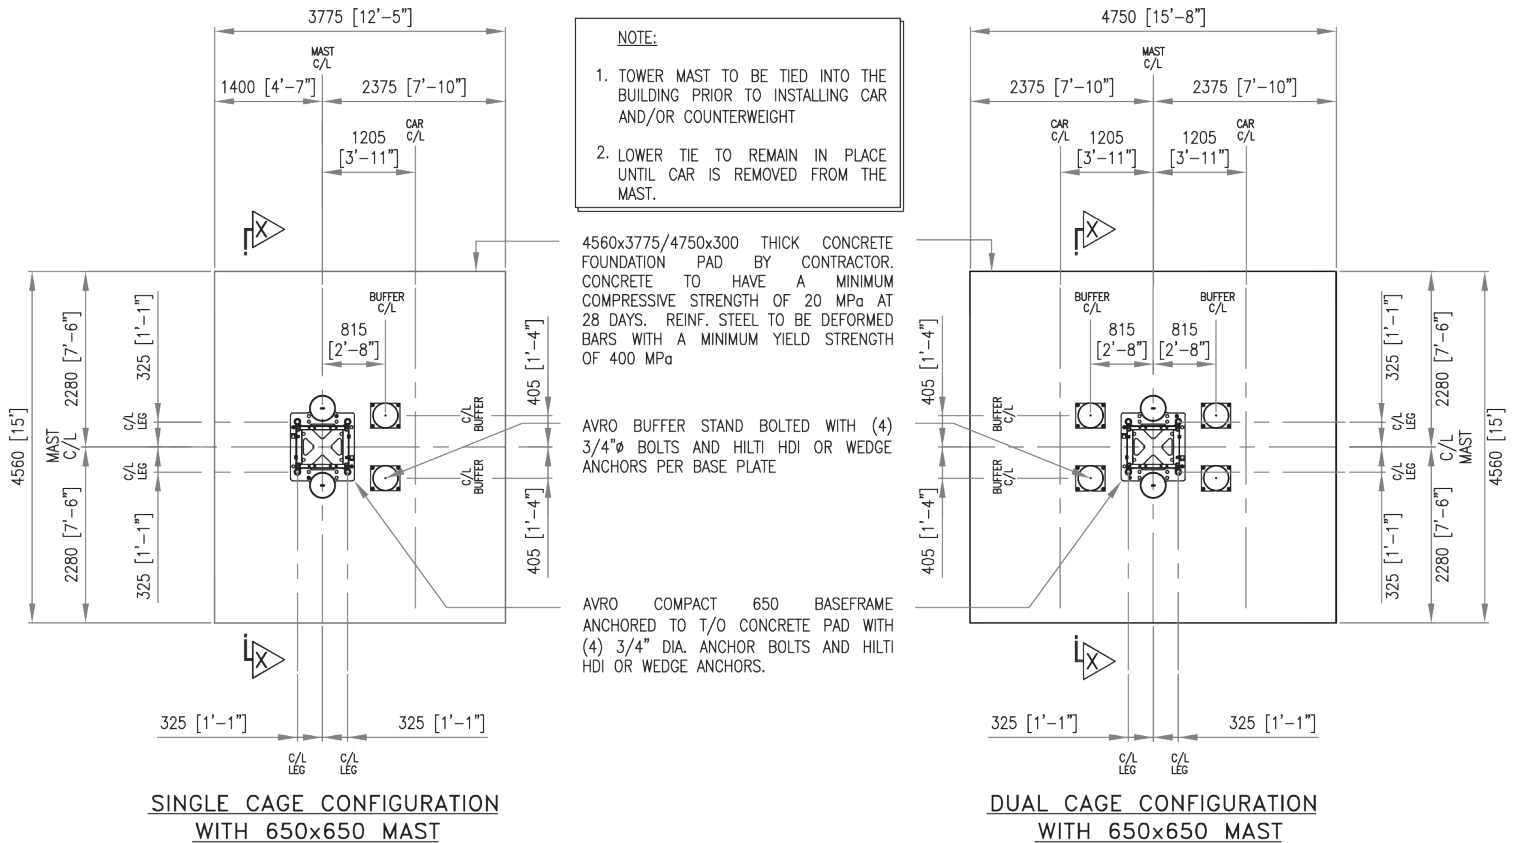 3775 [12'-5"]
MAST
C/L
1400 [4'-7"]
2375 [7'-10"]
CAR
C/L
1205
[3'-11"]
X
BUFFER
C/L
815
[2'-8"]
4560 [15']
2280 [7'-6"]
MAST
C/L
2280 [7'-6"]
325 [1'-1"]
C/L
LEG
C/L
LEG
325 [1'-1"]
405 [1'-4"]
C/L
BUFFER
C/L
BUFFER
405 [1'-4"]
X
325 [1'-1"]
325 [1'-1"]
C/L
LEG
C/L
LEG
SINGLE CAGE CONFIGURATION
WITH 650x650 MAST
NOTE:
1. TOWER MAST TO BE TIED INTO THE
BUILDING PRIOR TO INSTALLING CAR
AND/OR COUNTERWEIGHT
2. LOWER TIE TO REMAIN IN PLACE
UNTIL CAR IS REMOVED FROM THE
MAST.
4560x3775/4750x300 THICK CONCRETE
FOUNDATION PAD BY CONTRACTOR.
CONCRETE TO HAVE A MINIMUM
COMPRESSIVE STRENGTH OF 20 MPa AT
28 DAYS. REINF. STEEL TO BE DEFORMED
BARS WITH A MINIMUM YIELD STRENGTH
OF 400 MPa
AVRO BUFFER STAND BOLTED WITH (4)
3/4"ø BOLTS AND HILTI HDI OR WEDGE
ANCHORS PER BASE PLATE
AVRO COMPACT 650 BASEFRAME
ANCHORED TO T/O CONCRETE PAD WITH
(4) 3/4" DIA. ANCHOR BOLTS AND HILTI
HDI OR WEDGE ANCHORS.
4750 [15'-8"]
MAST
C/L
2375 [7'-10"]
2375 [7'-10"]
CAR
C/L
1205
[3'-11"]
1205
[3'-11"]
CAR
C/L
X
BUFFER
C/L
BUFFER
C/L
815
[2'-8"]
815
[2'-8"]
405 [1'-4"]
BUFFER
C/L
BUFFER
C/L
405 [1'-4"]
325 [1'-1"]
C/L
LEG
C/L
LEG
325 [1'-1"]
2280 [7'-6"]
C/L
MAST
2280 [7'-6"]
4560 [15']
X
325 [1'-1"]
325 [1'-1"]
C/L
LEG
C/L
LEG
DUAL CAGE CONFIGURATION
WITH 650x650 MAST